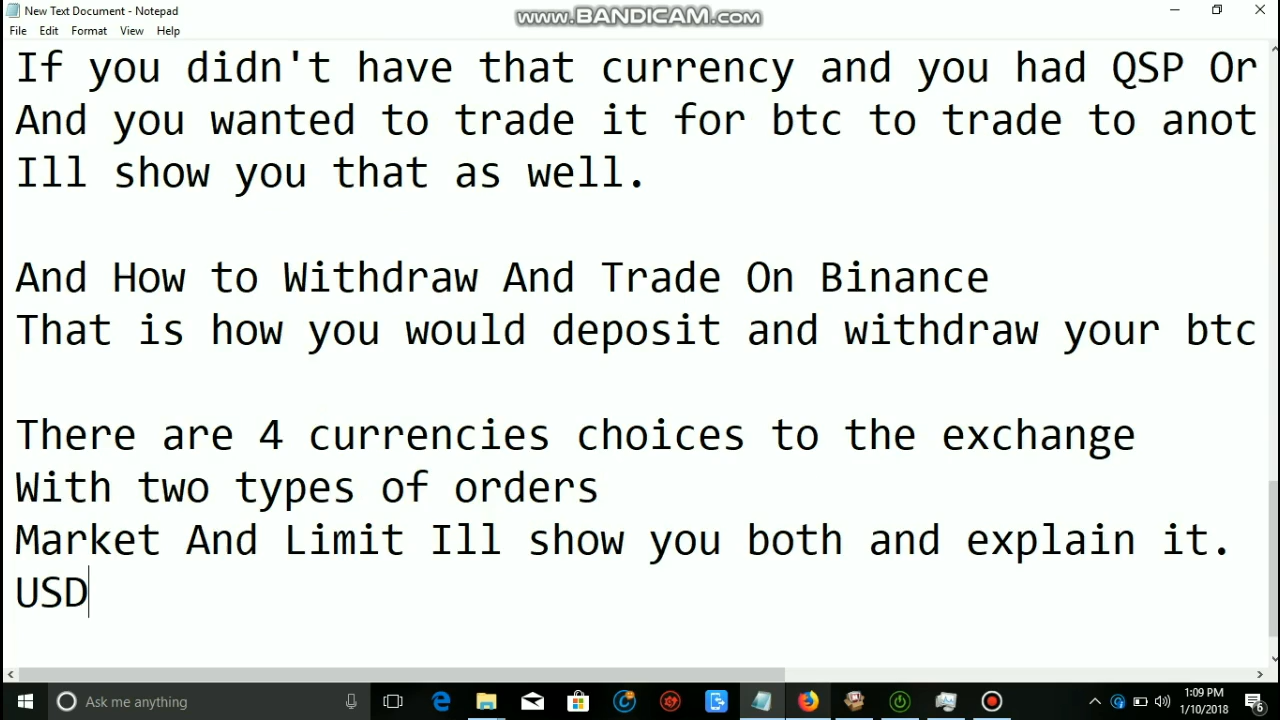 New Text Document - Notepad
www.BANDICAM.com
File Edit Format View Help
If you didn't have that currency and you had QSP Or
And you wanted to trade it for btc to trade to anot
Ill show you that as well.
And How to Withdraw And Trade On Binance
That is how you would deposit and withdraw your btc
There are 4 currencies choices to the exchange
With two types of orders
Market And Limit Ill show you both and explain it.
USD
Ask me anything
1:09 PM
1/10/2018
6